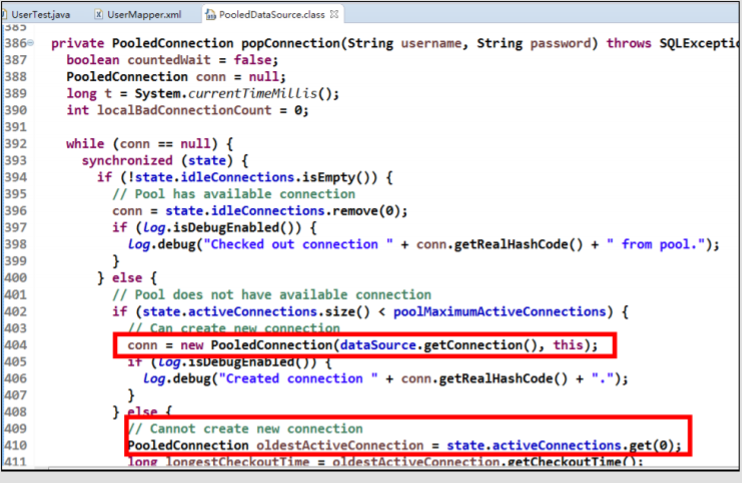 UserTest.java UserMapper.xml PooledDataSource.class
385
386 private PooledConnection popConnection(String username, String password) throws SQLExceptio
387 boolean countedWait = false;
388 PooledConnection conn = null;
389 long t = System.currentTimeMillis();
390 int localBadConnectionCount = 0;
391
392 while (conn == null) {
393 synchronized (state) {
394 if (!state.idleConnections.isEmpty()) {
395 // Pool has available connection
396 conn = state.idleConnections.remove(0);
397 if (log.isDebugEnabled()) {
398 log.debug("Checked out connection " + conn.getRealHashCode() + " from pool.");
399 }
400 } else {
401 // Pool does not have available connection
402 if (state.activeConnections.size() < poolMaximumActiveConnections) {
403 // Can create new connection
404 conn = new PooledConnection(dataSource.getConnection(), this);
405 if (log.isDebugEnabled()) {
406 log.debug("Created connection " + conn.getRealHashCode() + ".");
407 }
408 } else {
409 // Cannot create new connection
410 PooledConnection oldestActiveConnection = state.activeConnections.get(0);
411 long longestCheckoutTime = oldestActiveConnection.getCheckoutTime();